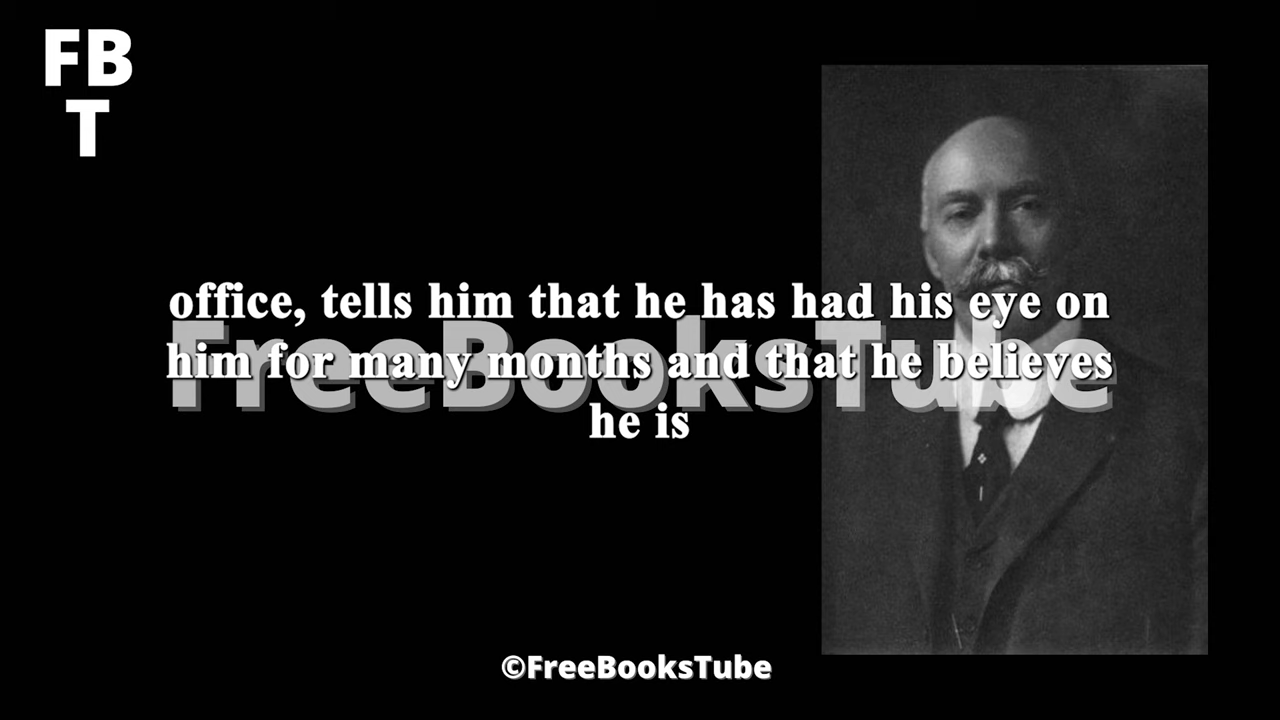 FB
T
office, tells him that he has had his eye on
FreeBooksTube
him for many months and that he believes
he is
©FreeBooksTube